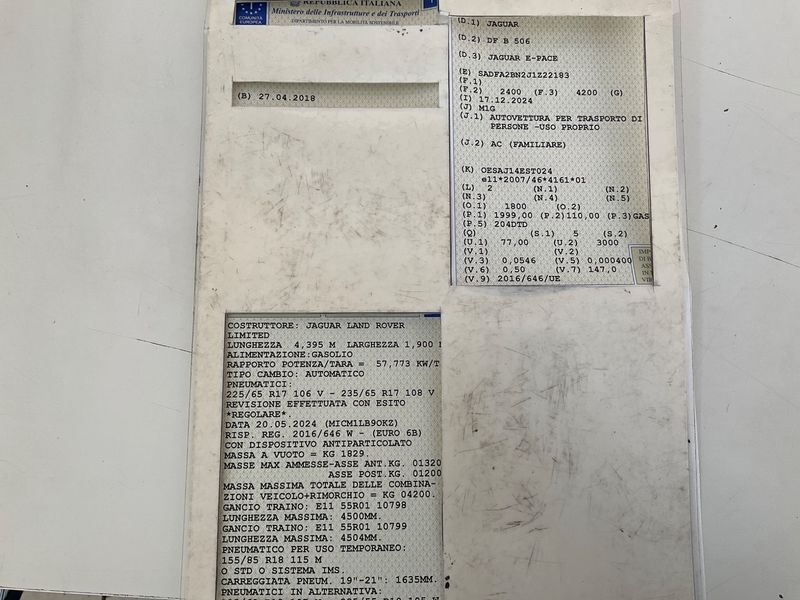 COMUNITÀ
EUROPEA
REPUBBLICA ITALIANA
Ministero delle Infrastrutture e dei Trasporti
DIPARTIMENTO PER LA MOBILITÀ SOSTENIBILE
(B) 27.04.2018
COSTRUTTORE: JAGUAR LAND ROVER
LIMITED
LUNGHEZZA 4,395 M LARGHEZZA 1,900
ALIMENTAZIONE:GASOLIO
RAPPORTO POTENZA/TARA = 57,773 KW/T
TIPO CAMBIO: AUTOMATICO
PNEUMATICI:
225/65 R17 106 V - 235/65 R17 108 V
REVISIONE EFFETTUATA CON ESITO
*REGOLARE*.
DATA 20.05.2024 (MICM1LB9OKZ)
RISP. REG. 2016/646 W - (EURO 6B)
CON DISPOSITIVO ANTIPARTICOLATO
MASSA A VUOTO = KG 1829.
MASSE MAX AMMESSE-ASSE ANT.KG. 01320
ASSE POST.KG. 01200
MASSA MASSIMA TOTALE DELLE COMBINA-
ZIONI VEICOLO+RIMORCHIO = KG 04200.
GANCIO TRAINO: E11 55R01 10798
LUNGHEZZA MASSIMA: 4500MM.
GANCIO TRAINO: E11 55R01 10799
LUNGHEZZA MASSIMA: 4504MM.
PNEUMATICO PER USO TEMPORANEO:
155/85 R18 115 M
O STD O SISTEMA IMS.
CARREGGIATA PNEUM. 19"-21": 1635MM.
PNEUMATICI IN ALTERNATIVA:
(D.1) JAGUAR
(D.2) DF B 506
(D.3) JAGUAR E-PACE
(E) SADFA2BN2J1Z22183
(F.1)
(F.2) 2400 (F.3) 4200 (G)
(I) 17.12.2024
(J) M1G
(J.1) AUTOVETTURA PER TRASPORTO DI
PERSONE -USO PROPRIO
(J.2) AC (FAMILIARE)
(K) OESAJ14EST024
e11*2007/46*4161*01
(L) 2 (N.1) (N.2)
(N.3) (N.4) (N.5)
(O.1) 1800 (O.2)
(P.1) 1999,00 (P.2)110,00 (P.3)GAS
(P.5) 204DTD
(Q) (S.1) 5 (S.2)
(U.1) 77,00 (U.2) 3000
(V.1) (V.2)
(V.3) 0,0546 (V.5) 0,000400
(V.6) 0,50 (V.7) 147,0
(V.9) 2016/646/UE